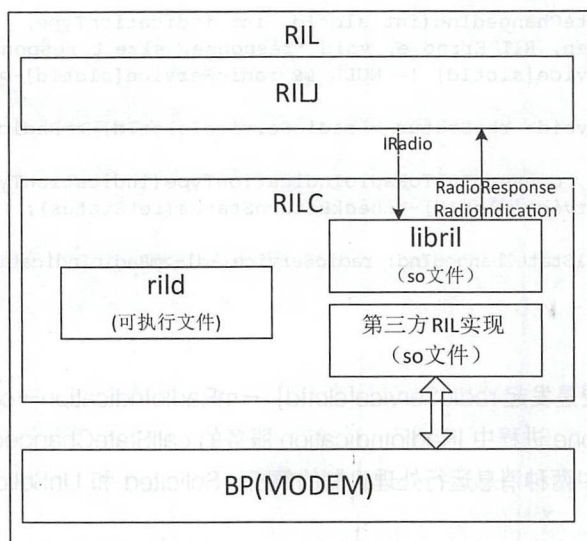 RIL
RILJ
IRadio
RadioResponse
RadioIndication
RILC
libril
(so文件)
rild
(可执行文件)
第三方RIL实现
(so文件)
BP(MODEM)